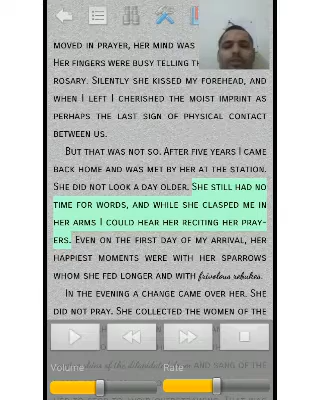 MOVED IN PRAYER, HER MIND WAS
HER FINGERS WERE BUSY TELLING TH
ROSARY. SILENTLY SHE KISSED MY FOREHEAD, AND
WHEN I LEFT I CHERISHED THE MOIST IMPRINT AS
PERHAPS THE LAST SIGN OF PHYSICAL CONTACT
BETWEEN US.
BUT THAT WAS NOT SO. AFTER FIVE YEARS I CAME
BACK HOME AND WAS MET BY HER AT THE STATION.
SHE DID NOT LOOK A DAY OLDER. SHE STILL HAD NO
TIME FOR WORDS, AND WHILE SHE CLASPED ME IN
HER ARMS I COULD HEAR HER RECITING HER PRAY-
ERS. EVEN ON THE FIRST DAY OF MY ARRIVAL, HER
HAPPIEST MOMENTS WERE WITH HER SPARROWS
WHOM SHE FED LONGER AND WITH frivolous rebukes.
IN THE EVENING A CHANGE CAME OVER HER. SHE
DID NOT PRAY. SHE COLLECTED THE WOMEN OF THE
AND SANG OF THE
Volume
Rate